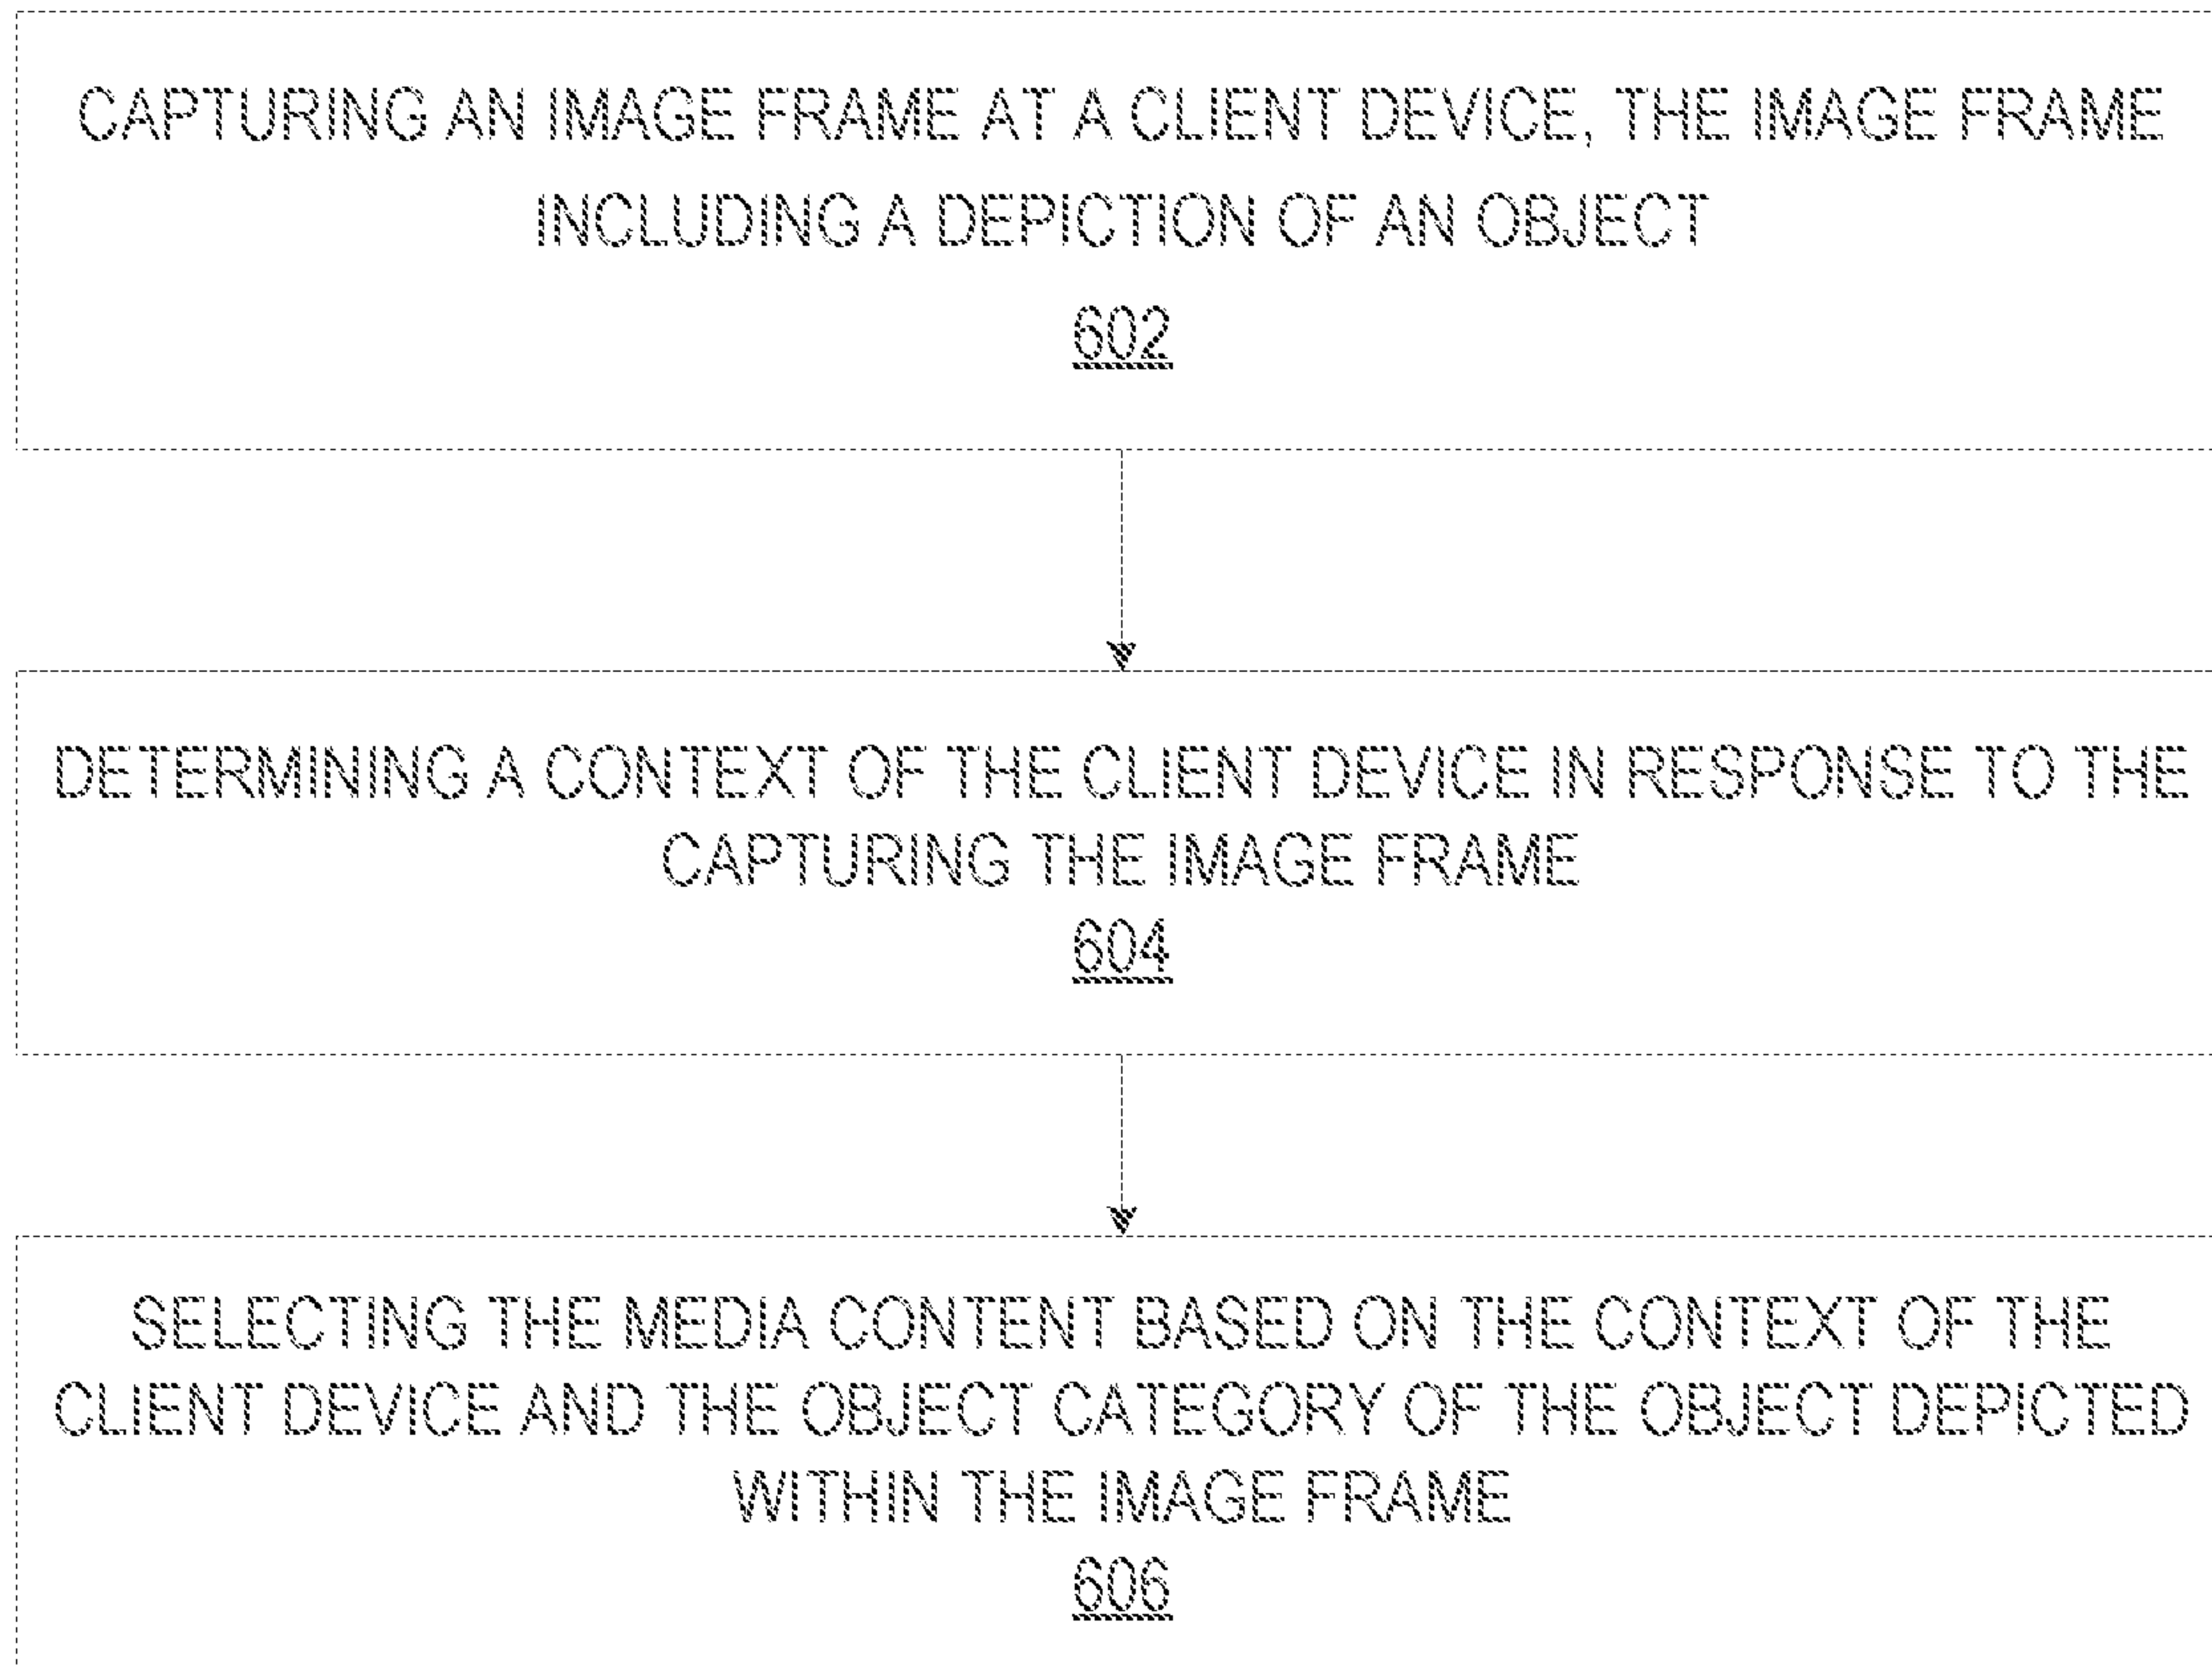 CAPTURING AN IMAGE FRAME AT A CLIENT DEVICE, THE IMAGE FRAME
INCLUDING A DEPICTION OF AN OBJECT
602
DETERMINING A CONTEXT OF THE CLIENT DEVICE IN RESPONSE TO THE
CAPTURING THE IMAGE FRAME
604
SELECTING THE MEDIA CONTENT BASED ON THE CONTEXT OF THE
CLIENT DEVICE AND THE OBJECT CATEGORY OF THE OBJECT DEPICTED
WITHIN THE IMAGE FRAME
606